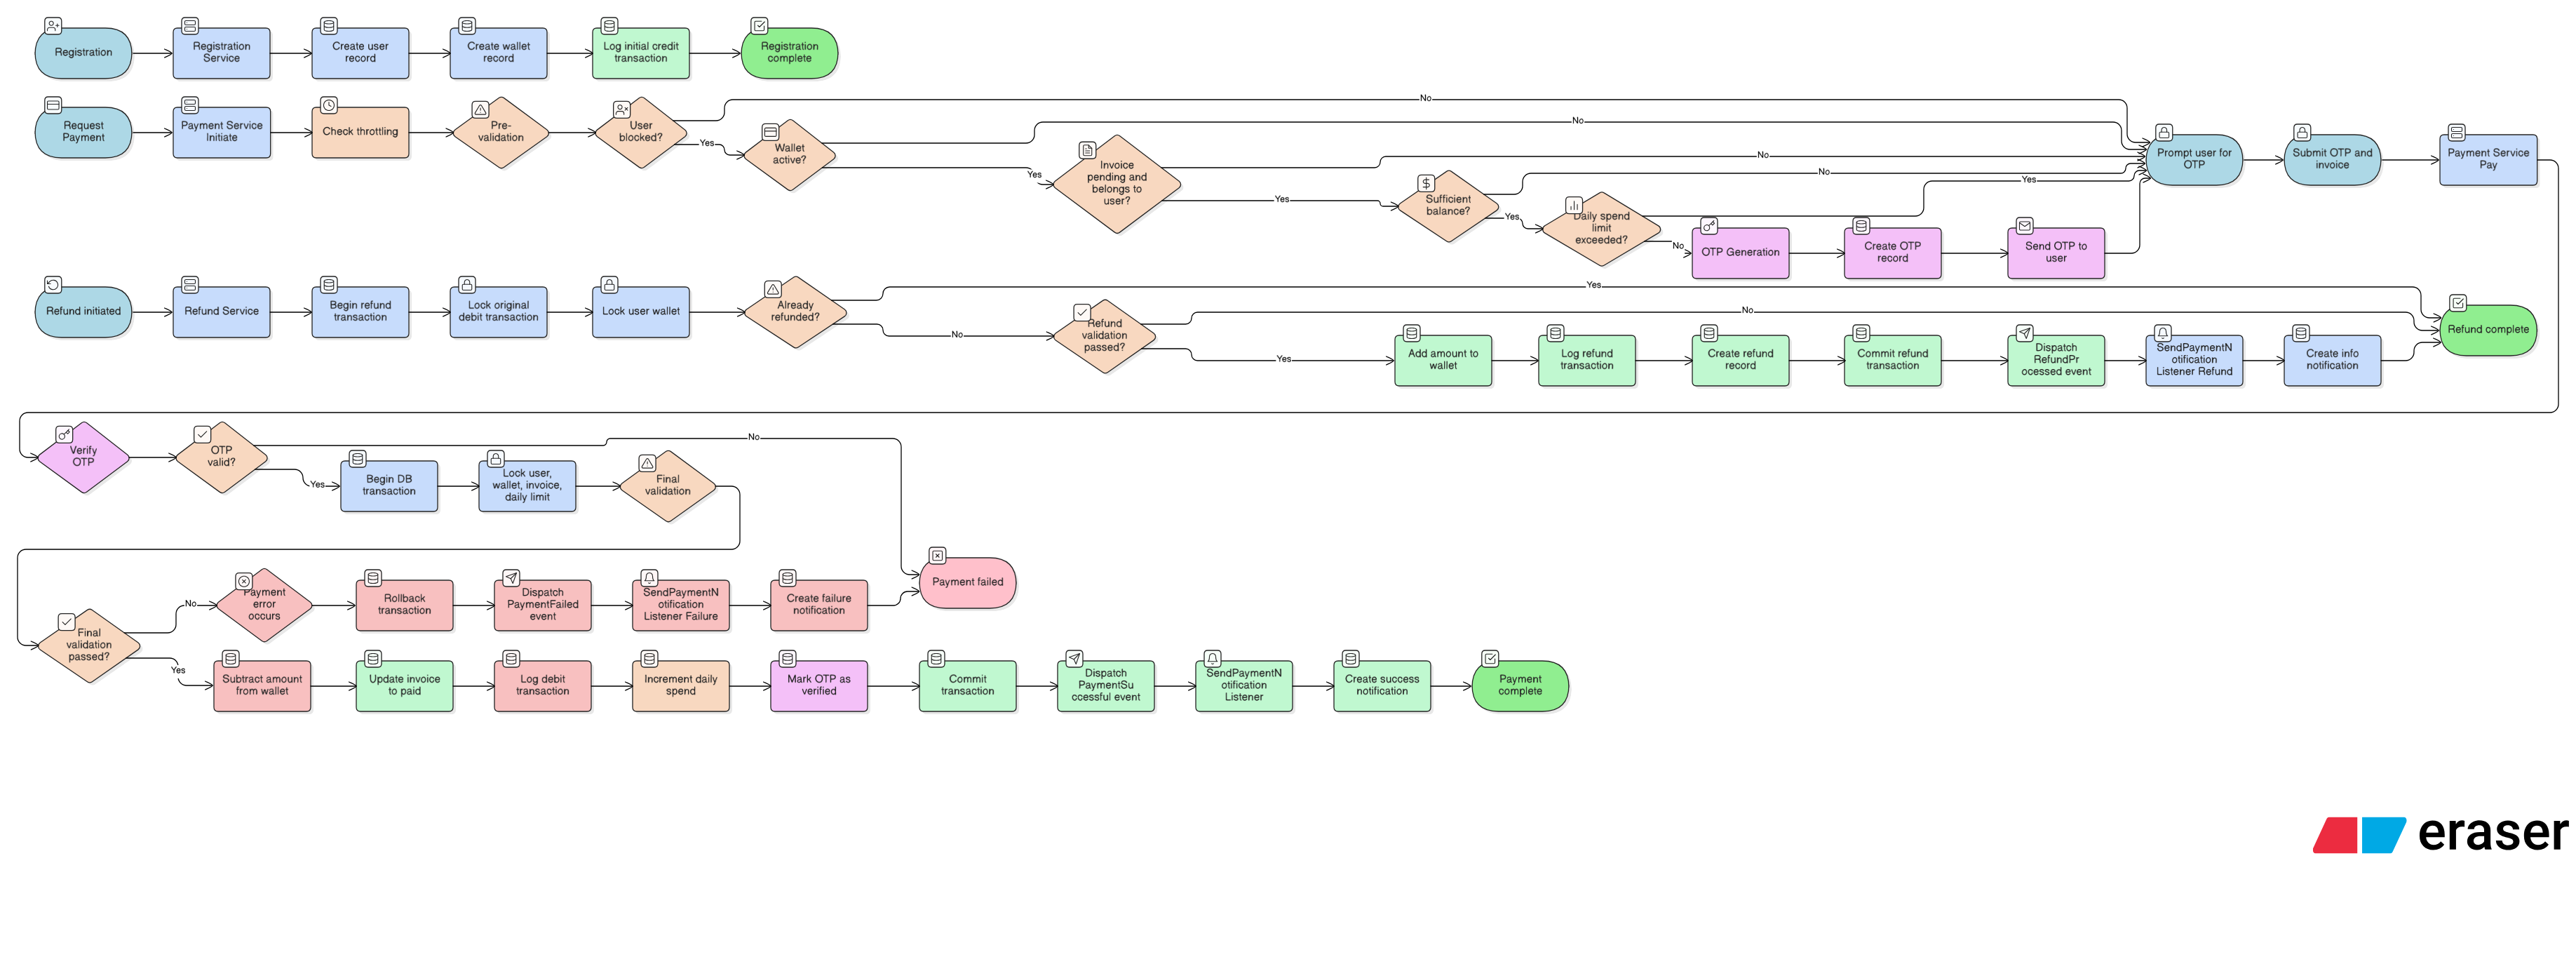 Registration
Registration
Service
Create user
record
Create wallet
record
Log initial credit
transaction
Registration
complete
Request
Payment
Payment Service
Initiate
Check throttling
Pre-
validation
User
blocked?
No
Yes
Wallet
active?
No
Yes
Invoice
pending and
belongs to
user?
No
Yes
Sufficient
balance?
No
Yes
Daily spend
limit
exceeded?
Yes
No
OTP Generation
Create OTP
record
Send OTP to
user
Prompt user for
OTP
Submit OTP and
invoice
Payment Service
Pay
Refund initiated
Refund Service
Begin refund
transaction
Lock original
debit transaction
Lock user wallet
Already
refunded?
Yes
No
Refund
validation
passed?
No
Yes
Add amount to
wallet
Log refund
transaction
Create refund
record
Commit refund
transaction
Dispatch
RefundPr
ocessed event
SendPaymentN
otification
Listener Refund
Create info
notification
Refund complete
Verify
OTP
OTP
valid?
No
Yes
Begin DB
transaction
Lock user,
wallet, invoice,
daily limit
Final
validation
Final
validation
passed?
No
Yes
Payment
error
occurs
Rollback
transaction
Dispatch
PaymentFailed
event
SendPaymentN
otification
Listener Failure
Create failure
notification
Payment failed
Subtract amount
from wallet
Update invoice
to paid
Log debit
transaction
Increment daily
spend
Mark OTP as
verified
Commit
transaction
Dispatch
PaymentSu
ccessful event
SendPaymentN
otification
Listener
Create success
notification
Payment
complete
eraser